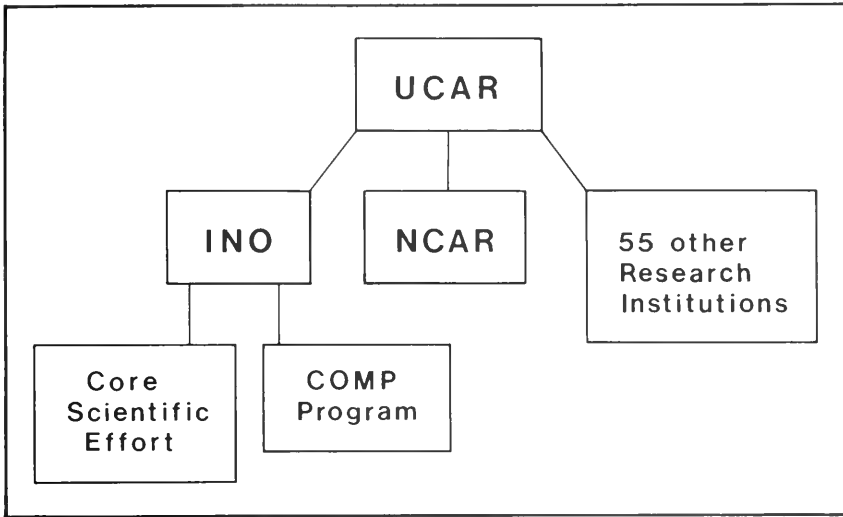 UCAR
INO
NCAR
55 other
Research
Institutions
Core
Scientific
Effort
COMP
Program